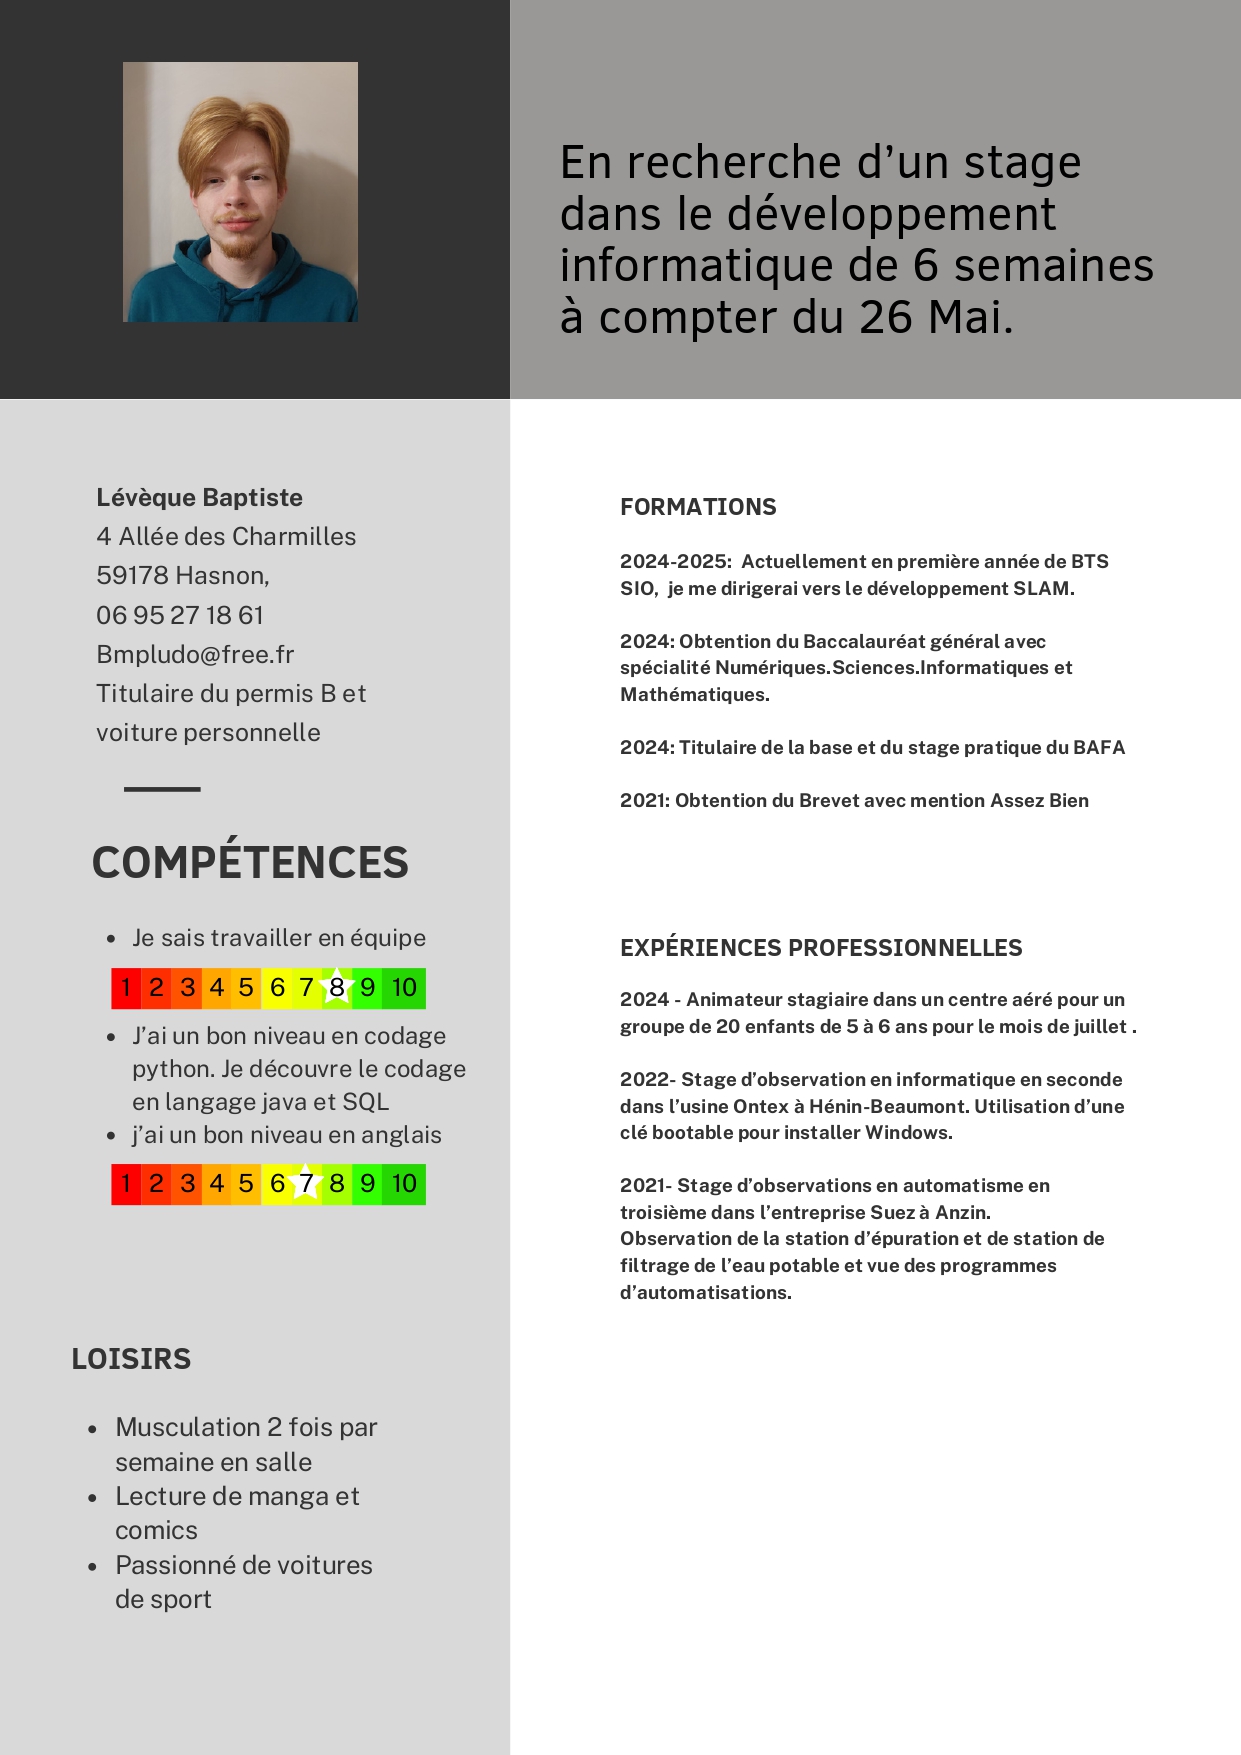 En recherche d’un stage
dans le développement
informatique de 6 semaines
à compter du 26 Mai.
Lévèque Baptiste
4 Allée des Charmilles
59178 Hasnon,
06 95 27 18 61
Bmpludo@free.fr
Titulaire du permis B et
voiture personnelle
COMPÉTENCES
• Je sais travailler en équipe
1 2 3 4 5 6 7 8 9 10
• J’ai un bon niveau en codage
python. Je découvre le codage
en langage java et SQL
• j’ai un bon niveau en anglais
1 2 3 4 5 6 7 8 9 10
LOISIRS
• Musculation 2 fois par
semaine en salle
• Lecture de manga et
comics
• Passionné de voitures
de sport
FORMATIONS
2024-2025: Actuellement en première année de BTS
SIO, je me dirigerai vers le développement SLAM.
2024: Obtention du Baccalauréat général avec
spécialité Numériques.Sciences.Informatiques et
Mathématiques.
2024: Titulaire de la base et du stage pratique du BAFA
2021: Obtention du Brevet avec mention Assez Bien
EXPÉRIENCES PROFESSIONNELLES
2024 - Animateur stagiaire dans un centre aéré pour un
groupe de 20 enfants de 5 à 6 ans pour le mois de juillet .
2022- Stage d’observation en informatique en seconde
dans l’usine Ontex à Hénin-Beaumont. Utilisation d’une
clé bootable pour installer Windows.
2021- Stage d’observations en automatisme en
troisième dans l’entreprise Suez à Anzin.
Observation de la station d’épuration et de station de
filtrage de l’eau potable et vue des programmes
d’automatisations.